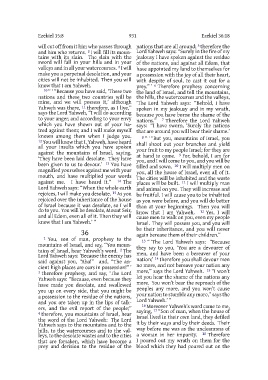 Ezekiel 35:8 931 Ezekiel 36:18
will cut off from it him who passes through
and him who returns. ⁸ I will fill its moun-
tains with its slain. The slain with the
sword will fall in your hills and in your
valleys and in all your watercourses. ⁹ I will
make you a perpetual desolation, and your
cities will not be inhabited. Then you will
know that I am Yahweh.
¹⁰ “‘“Because you have said, ‘These two
nations and these two countries will be
mine, and we will possess it,’ although
Yahweh was there, ¹¹ therefore, as I live,”
says the Lord Yahweh, “I will do according
to your anger, and according to your envy
which you have shown out of your ha-
tred against them; and I will make myself
known among them when I judge you.
¹² You will know that I, Yahweh, have heard
all your insults which you have spoken
against the mountains of Israel, saying,
‘They have been laid desolate. They have
been given us to devour.’ ¹³ You have
magnified yourselves against me with your
mouth, and have multiplied your words
against me. I have heard it.” ¹⁴ The
Lord Yahweh says: “When the whole earth
rejoices, I will make you desolate. ¹⁵ As you
rejoiced over the inheritance of the house
of Israel because it was desolate, so I will
do to you. You will be desolate, Mount Seir,
and all Edom, even all of it. Then they will
know that I am Yahweh.” ’
36
¹ You, son of man, prophesy to the
mountains of Israel, and say, “You moun-
tains of Israel, hear Yahweh’s word. ² The
Lord Yahweh says: ‘Because the enemy has
said against you, “Aha!” and, “The an-
cient high places are ours in possession!” ’
³ therefore prophesy, and say, ‘The Lord
Yahweh says: “Because, even because they
have made you desolate, and swallowed
you up on every side, that you might be
a possession to the residue of the nations,
and you are taken up in the lips of talk-
ers, and the evil report of the people;”
⁴ therefore, you mountains of Israel, hear
the word of the Lord Yahweh: The Lord
Yahweh says to the mountains and to the
hills, to the watercourses and to the val-
leys, to the desolate wastes and to the cities
that are forsaken, which have become a
prey and derision to the residue of the
nations that are all around; ⁵ therefore the
Lord Yahweh says: “Surely in the fire of my
jealousy I have spoken against the residue
of the nations, and against all Edom, that
have appointed my land to themselves for
a possession with the joy of all their heart,
with despite of soul, to cast it out for a
prey.” ’ ⁶ Therefore prophesy concerning
the land of Israel, and tell the mountains,
the hills, the watercourses and the valleys,
‘The Lord Yahweh says: “Behold, I have
spoken in my jealousy and in my wrath,
because you have borne the shame of the
nations.” ⁷ Therefore the Lord Yahweh
says: “I have sworn, ‘Surely the nations
that are around you will bear their shame.’
⁸ “‘“But you, mountains of Israel, you
shall shoot out your branches and yield
your fruit to my people Israel; for they are
at hand to come. ⁹ For, behold, I am for
you, and I will come to you, and you will be
tilled and sown. ¹⁰ I will multiply men on
you, all the house of Israel, even all of it.
The cities will be inhabited and the waste
places will be built. ¹¹ I will multiply man
and animal on you. They will increase and
be fruitful. I will cause you to be inhabited
as you were before, and you will do better
than at your beginnings. Then you will
know that I am Yahweh. ¹² Yes, I will
cause men to walk on you, even my people
Israel. They will possess you, and you will
be their inheritance, and you will never
again bereave them of their children.”
¹³ “‘The Lord Yahweh says: “Because
they say to you, ‘You are a devourer of
men, and have been a bereaver of your
nation;’ ¹⁴ therefore you shall devour men
no more, and not bereave your nation any
more,” says the Lord Yahweh. ¹⁵ “I won’t
let you hear the shame of the nations any
more. You won’t bear the reproach of the
peoples any more, and you won’t cause
your nation to stumble any more,” says the
Lord Yahweh.’ ”
¹⁶ Moreover Yahweh’s word came to me,
saying, ¹⁷ “Son of man, when the house of
Israel lived in their own land, they defiled
it by their ways and by their deeds. Their
way before me was as the uncleanness of
a woman in her impurity. ¹⁸ Therefore
I poured out my wrath on them for the
blood which they had poured out on the